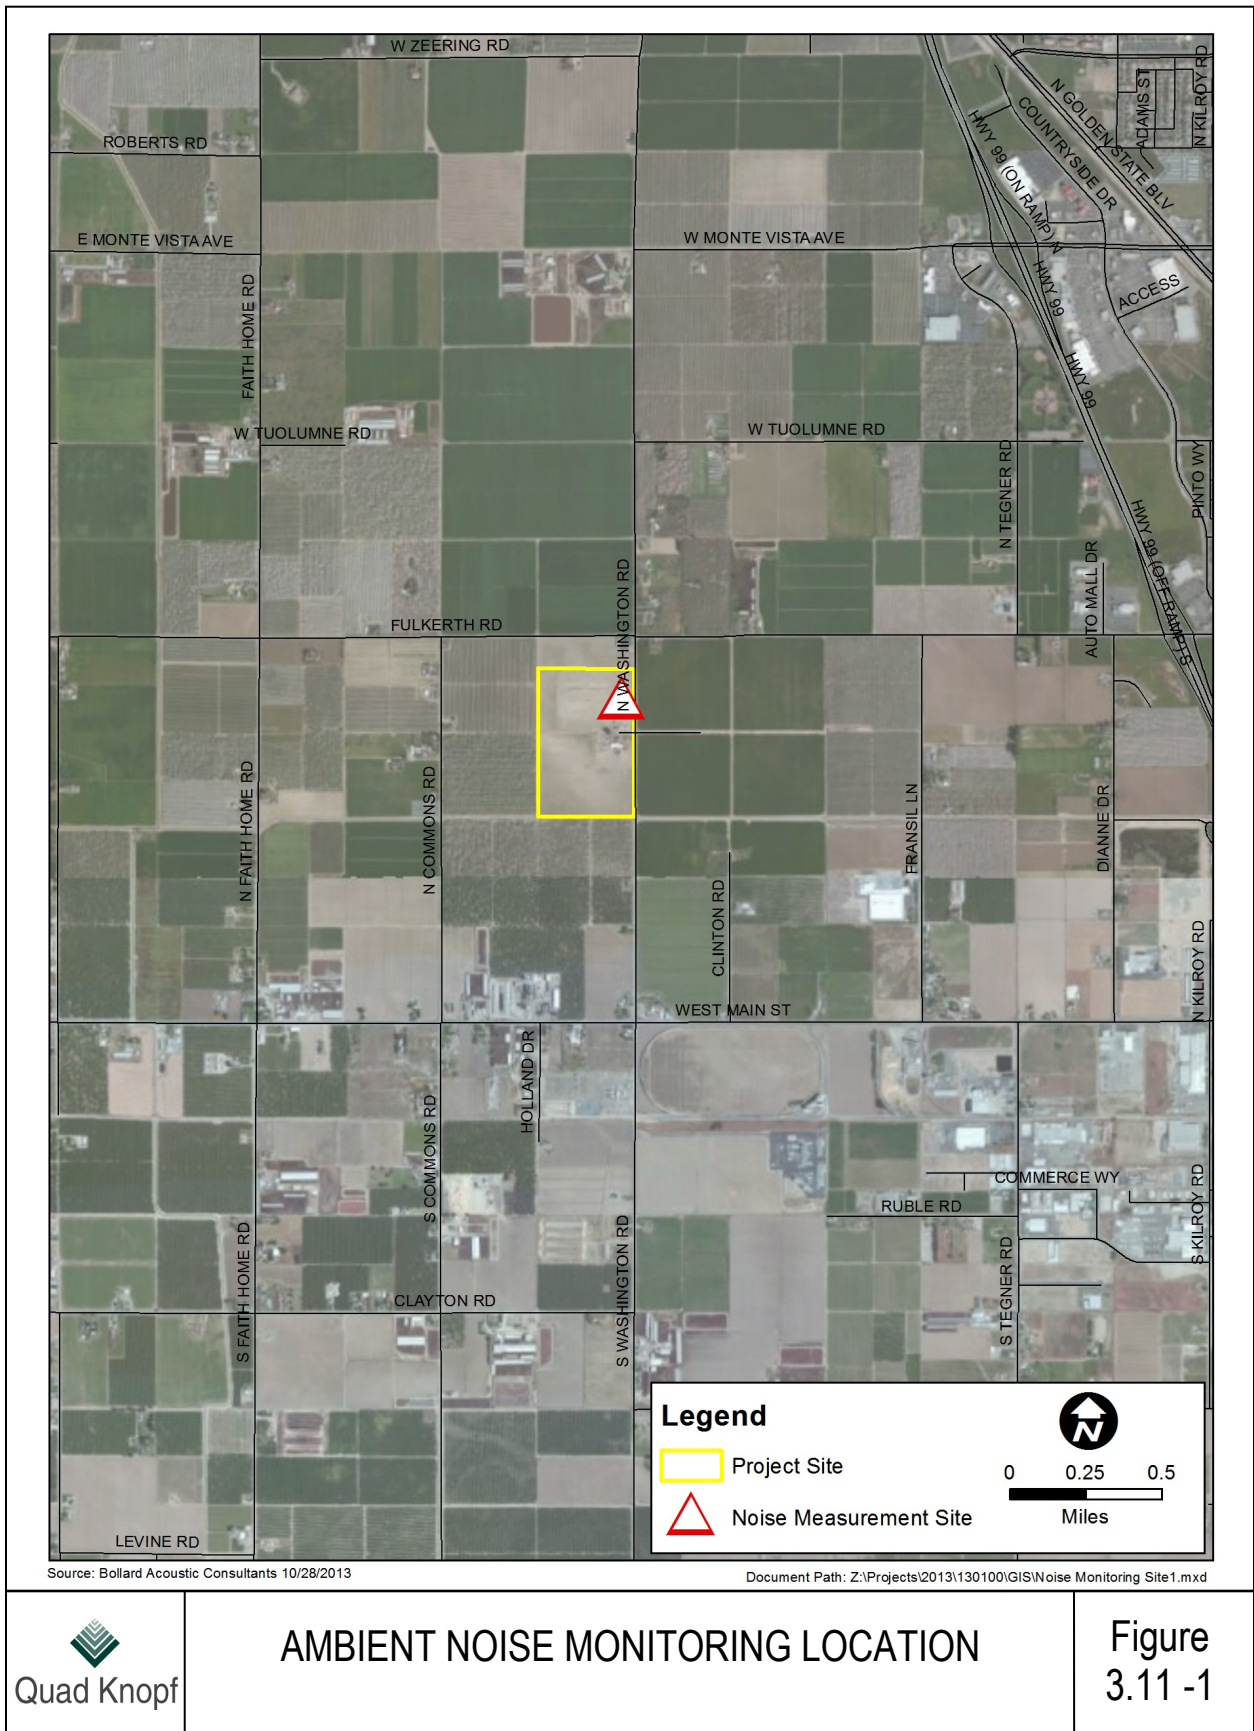 W ZEERING RD
N GOLDEN STATE BLV
ADAMS ST
N KILROY RD
COUNTRYSIDE DR
HWY 99 (ON RAMP) N
ROBERTS RD
E MONTE VISTA AVE
W MONTE VISTA AVE
HWY 99
ACCESS
FAITH HOME RD
HWY 99
W TUOLUMNE RD
W TUOLUMNE RD
N TEGNER RD
PINTO WY
HWY 99 (OFF RAMP) S
AUTO MALL DR
N WASHINGTON RD
FULKERTH RD
N FAITH HOME RD
N COMMONS RD
FRANSIL LN
DIANNE DR
CLINTON RD
N KILROY RD
WEST MAIN ST
HOLLAND DR
S COMMONS RD
COMMERCE WY
RUBLE RD
S KILROY RD
S FAITH HOME RD
S WASHINGTON RD
S TEGNER RD
CLAYTON RD
LEVINE RD
Legend
N
Project Site
0 0.25 0.5
Miles
Noise Measurement Site
Source: Bollard Acoustic Consultants 10/28/2013
Document Path: Z:\Projects\2013\130100\GIS\Noise Monitoring Site1.mxd
Quad Knopf
AMBIENT NOISE MONITORING LOCATION
Figure
3.11 -1